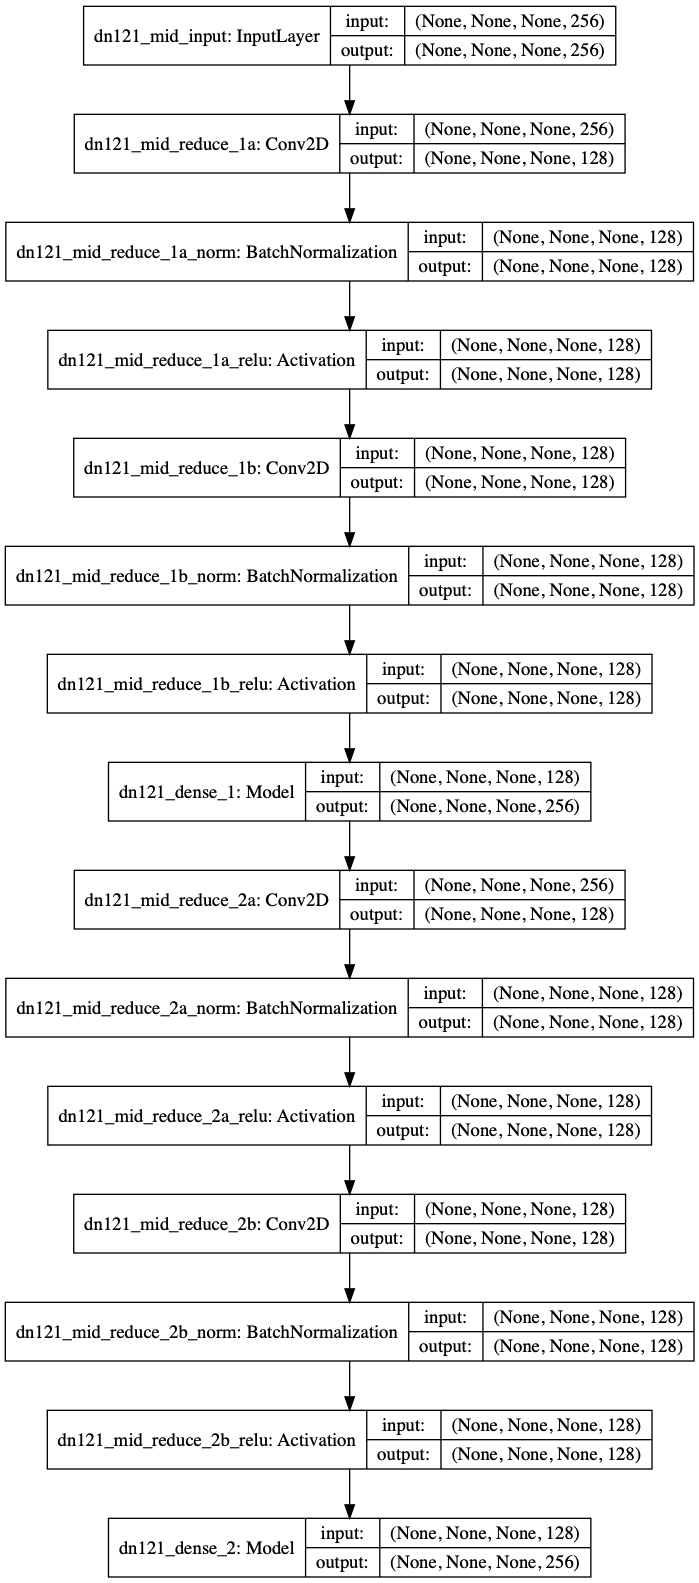 dn121_mid_input: InputLayer
input: (None, None, None, 256)
output: (None, None, None, 256)
dn121_mid_reduce_1a: Conv2D
input: (None, None, None, 256)
output: (None, None, None, 128)
dn121_mid_reduce_1a_norm: BatchNormalization
input: (None, None, None, 128)
output: (None, None, None, 128)
dn121_mid_reduce_1a_relu: Activation
input: (None, None, None, 128)
output: (None, None, None, 128)
dn121_mid_reduce_1b: Conv2D
input: (None, None, None, 128)
output: (None, None, None, 128)
dn121_mid_reduce_1b_norm: BatchNormalization
input: (None, None, None, 128)
output: (None, None, None, 128)
dn121_mid_reduce_1b_relu: Activation
input: (None, None, None, 128)
output: (None, None, None, 128)
dn121_dense_1: Model
input: (None, None, None, 128)
output: (None, None, None, 256)
dn121_mid_reduce_2a: Conv2D
input: (None, None, None, 256)
output: (None, None, None, 128)
dn121_mid_reduce_2a_norm: BatchNormalization
input: (None, None, None, 128)
output: (None, None, None, 128)
dn121_mid_reduce_2a_relu: Activation
input: (None, None, None, 128)
output: (None, None, None, 128)
dn121_mid_reduce_2b: Conv2D
input: (None, None, None, 128)
output: (None, None, None, 128)
dn121_mid_reduce_2b_norm: BatchNormalization
input: (None, None, None, 128)
output: (None, None, None, 128)
dn121_mid_reduce_2b_relu: Activation
input: (None, None, None, 128)
output: (None, None, None, 128)
dn121_dense_2: Model
input: (None, None, None, 128)
output: (None, None, None, 256)